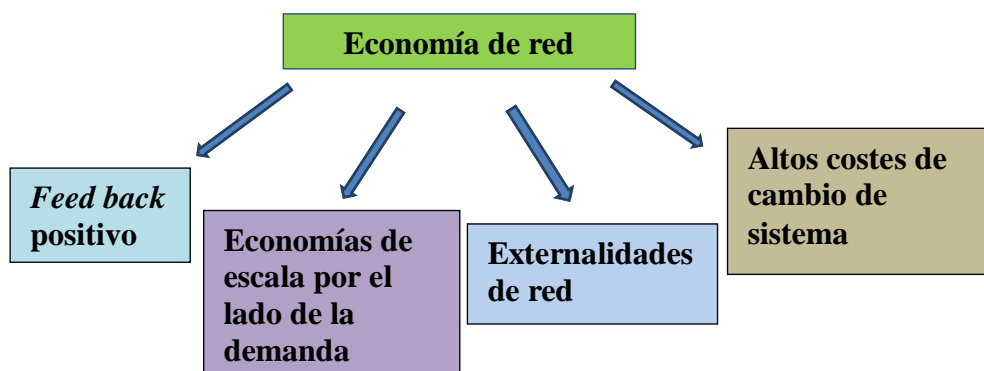 Economía de red
Feed back
positivo
Economías de
escala por el
lado de la
demanda
Externalidades
de red
Altos costes de
cambio de
sistema